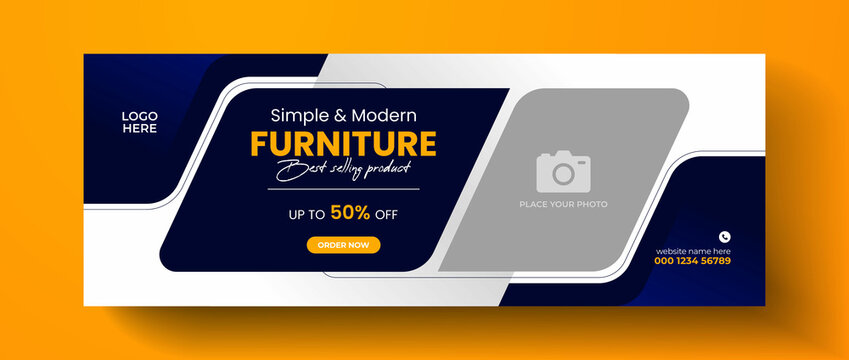 LOGO
HERE
Simple & Modern
FURNITURE
Best selling product
UP TO 50% OFF
ORDER NOW
PLACE YOUR PHOTO
website name here
000 1234 56789